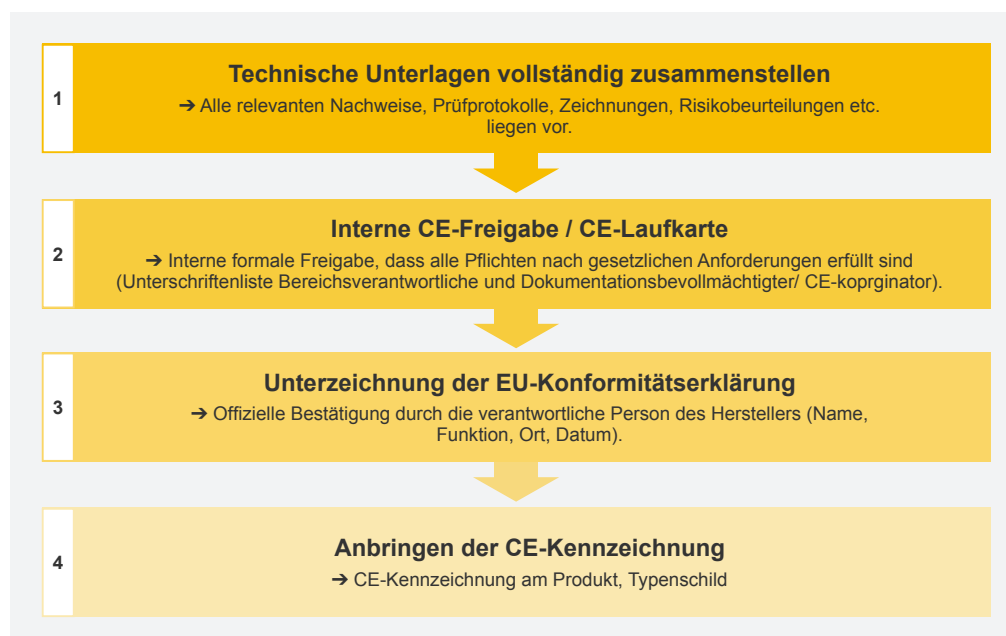 1
Technische Unterlagen vollständig zusammenstellen
➔ Alle relevanten Nachweise, Prüfprotokolle, Zeichnungen, Risikobeurteilungen etc.
liegen vor.
2
Interne CE-Freigabe / CE-Laufkarte
➔ Interne formale Freigabe, dass alle Pflichten nach gesetzlichen Anforderungen erfüllt sind
(Unterschriftenliste Bereichsverantwortliche und Dokumentationsbevollmächtigter/ CE-koprginator).
3
Unterzeichnung der EU-Konformitätserklärung
➔ Offizielle Bestätigung durch die verantwortliche Person des Herstellers (Name,
Funktion, Ort, Datum).
4
Anbringen der CE-Kennzeichnung
➔ CE-Kennzeichnung am Produkt, Typenschild